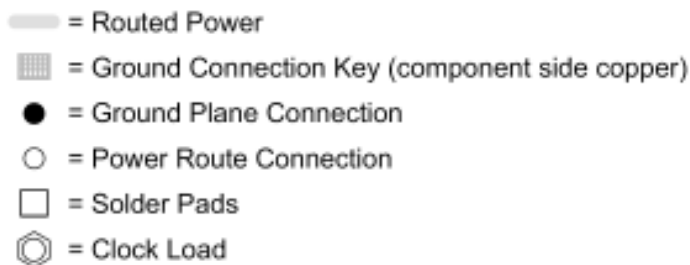 = Routed Power
= Ground Connection Key (component side copper)
= Ground Plane Connection
= Power Route Connection
= Solder Pads
= Clock Load